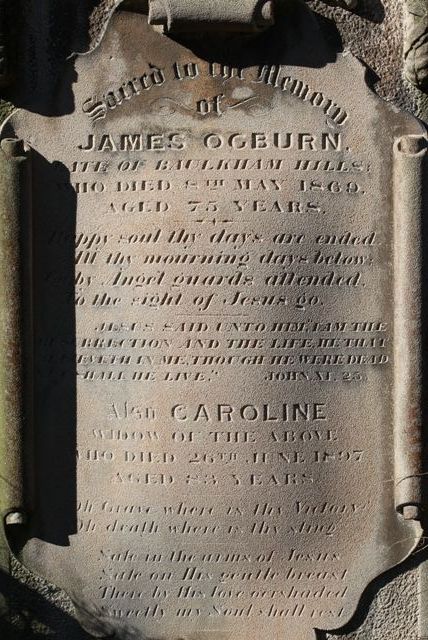 Sacred to the Memory
of
JAMES OGBURN.
ATE OF BAULKHAM HILLS;
WHO DIED 8TH MAY 1869.
AGED 75 YEARS.
Happy soul thy days are ended.
All thy mourning days below:
Go by Angel guards attended,
To the sight of Jesus go.
JESUS SAID UNTO HIM, I AM THE
RESURRECTION AND THE LIFE, HE THAT
BELIEVETH IN ME, THOUGH HE WERE DEAD
SHALL HE LIVE." JOHN, XI. 25.
Also CAROLINE
WIDOW OF THE ABOVE
WHO DIED 26TH JUNE 1897
AGED 83 YEARS
Oh Grave where is thy Victory?
Oh death where is thy sting
Safe in the arms of Jesus
Safe on His gentle breast
There by His love o'ershaded
Sweetly my Soul shall rest